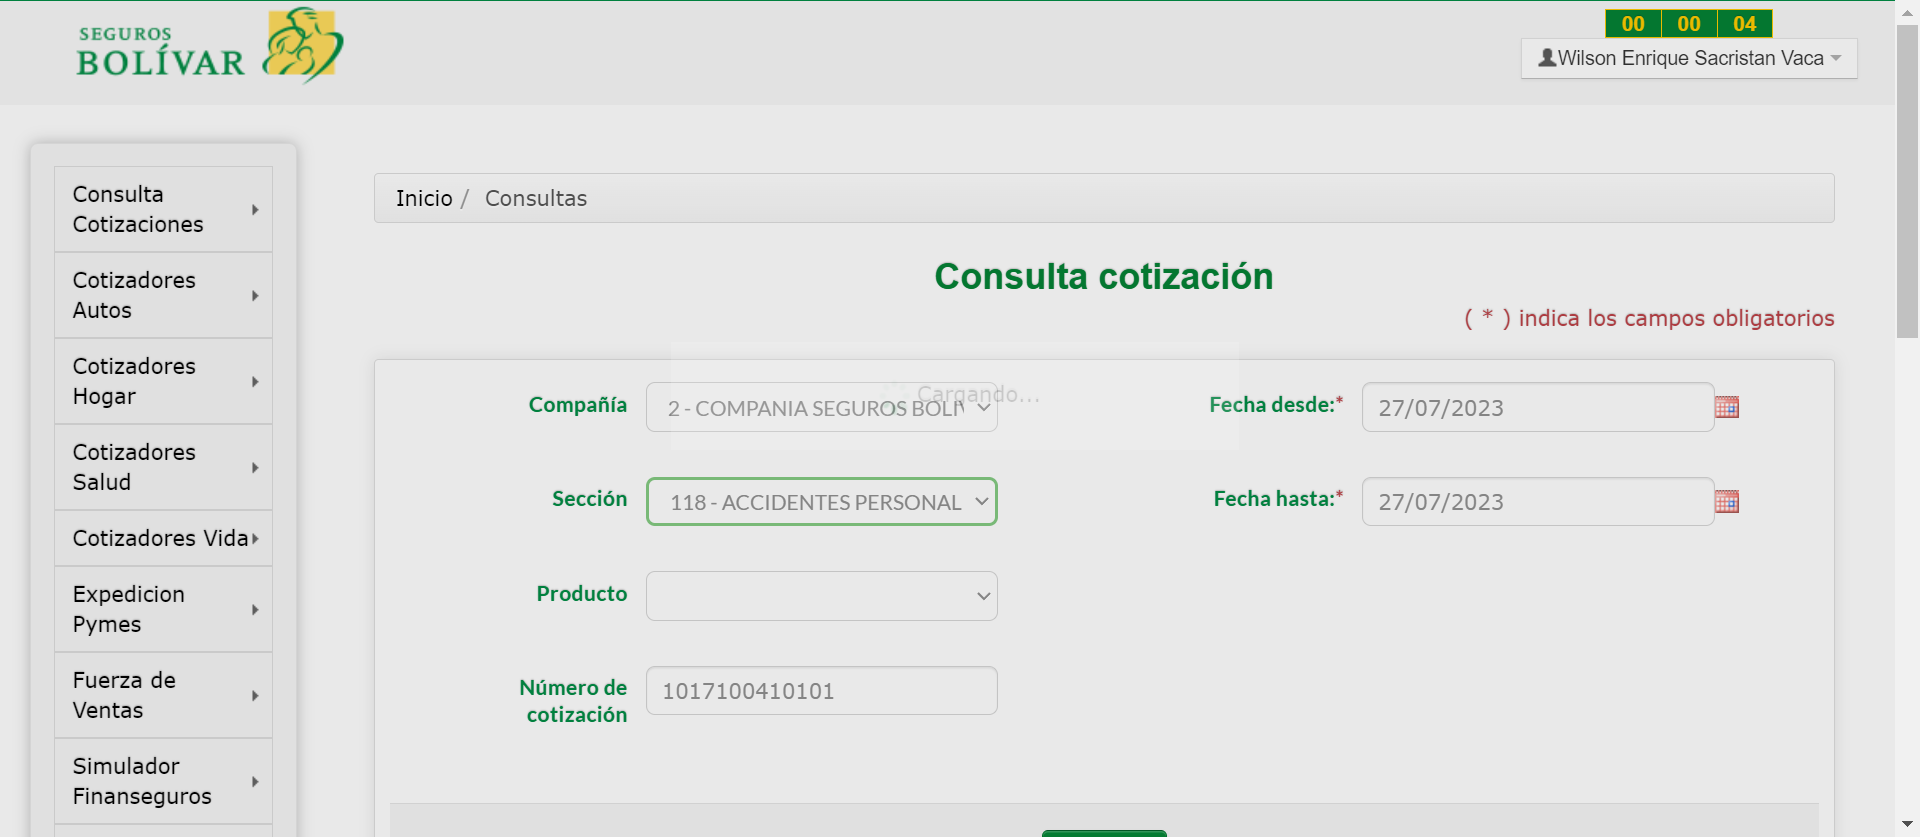 SEGUROS
BOLÍVAR
00 00 04
Wilson Enrique Sacristan Vaca
Consulta
Cotizaciones
Cotizadores
Autos
Cotizadores
Hogar
Cotizadores
Salud
Cotizadores Vida
Expedicion
Pymes
Fuerza de
Ventas
Simulador
Finanseguros
Inicio / Consultas
Consulta cotización
( * ) indica los campos obligatorios
Cargando...
Compañía 2 - COMPANIA SEGUROS BOLIV
Fecha desde:* 27/07/2023
Sección 118 - ACCIDENTES PERSONAL
Fecha hasta:* 27/07/2023
Producto
Número de
cotización
1017100410101